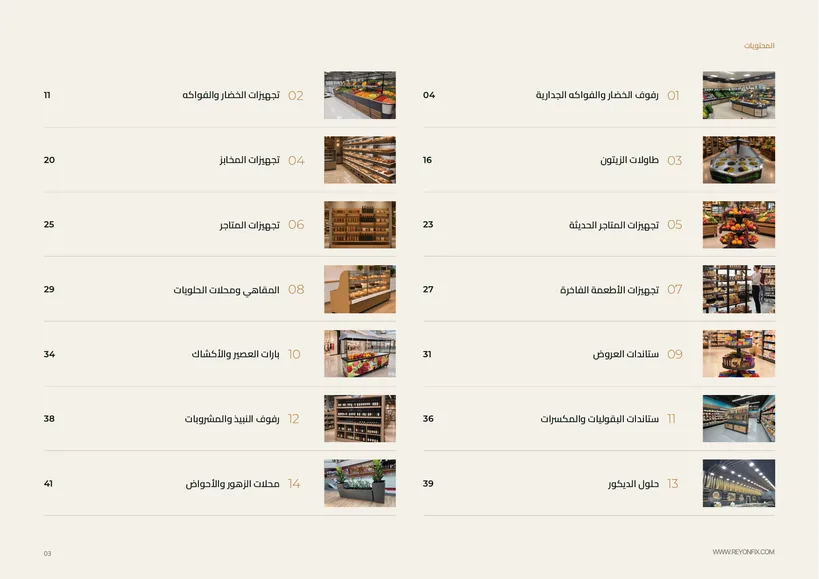 المحتويات
01 رفوف الخضار والفواكه الجدارية 04
02 تجهيزات الخضار والفواكه 11
03 طاولات الزيتون 16
04 تجهيزات المخابز 20
05 تجهيزات المتاجر الحديثة 23
06 تجهيزات المتاجر 25
07 تجهيزات الأطعمة الفاخرة 27
08 المقاهي ومحلات الحلويات 29
09 ستاندات العروض 31
10 بارات العصير والأكشاك 34
11 ستاندات البقوليات والمكسرات 36
12 رفوف النبيذ والمشروبات 38
13 حلول الديكور 39
14 محلات الزهور والأحواض 41
WWW.REYONFIX.COM
03